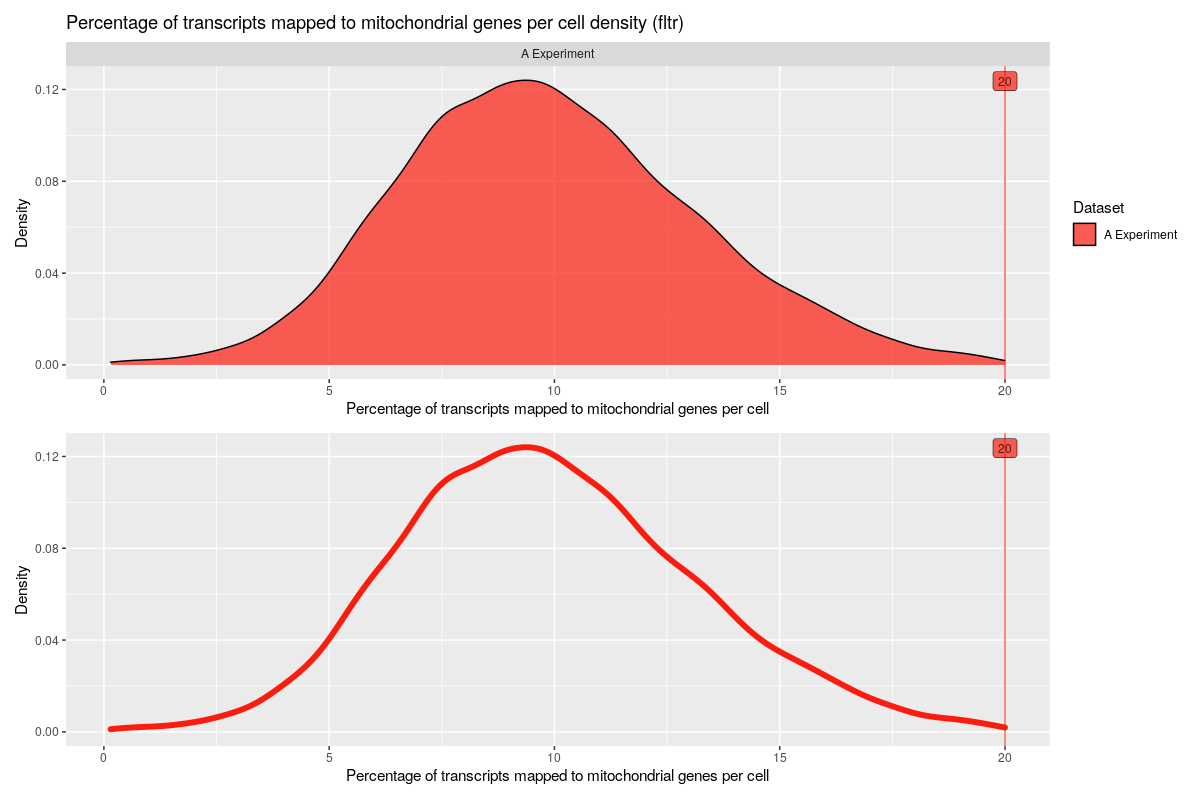 Percentage of transcripts mapped to mitochondrial genes per cell density (fltr)
A Experiment
20
0.12
0.08
0.04
0.00
Density
0 5 10 15 20
Percentage of transcripts mapped to mitochondrial genes per cell
Dataset
A Experiment
20
0.12
0.08
0.04
0.00
Density
0 5 10 15 20
Percentage of transcripts mapped to mitochondrial genes per cell